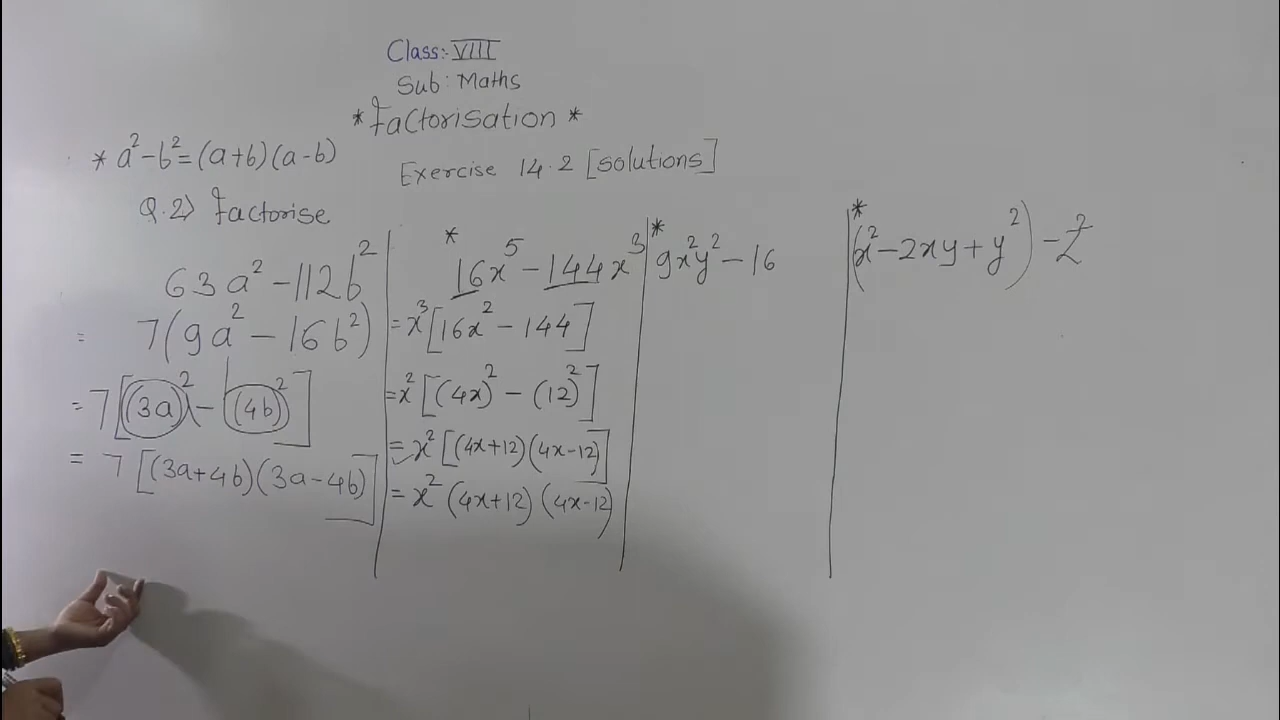 Class:- VIII
Sub: Maths
* Factorisation *
* a²-b²=(a+b)(a-b)
Exercise 14.2 [solutions]
Q.2) Factorise
63a²-112b²
= 7(9a²-16b²)
= 7[(3a)²-(4b)²]
= 7[(3a+4b)(3a-4b)]
*
16x⁵-144x³
= x³[16x²-144]
= x²[(4x)²-(12)²]
= x²[(4x+12)(4x-12)]
= x²(4x+12)(4x-12)
*
9x²y²-16
*
(x²-2xy+y²)-z²